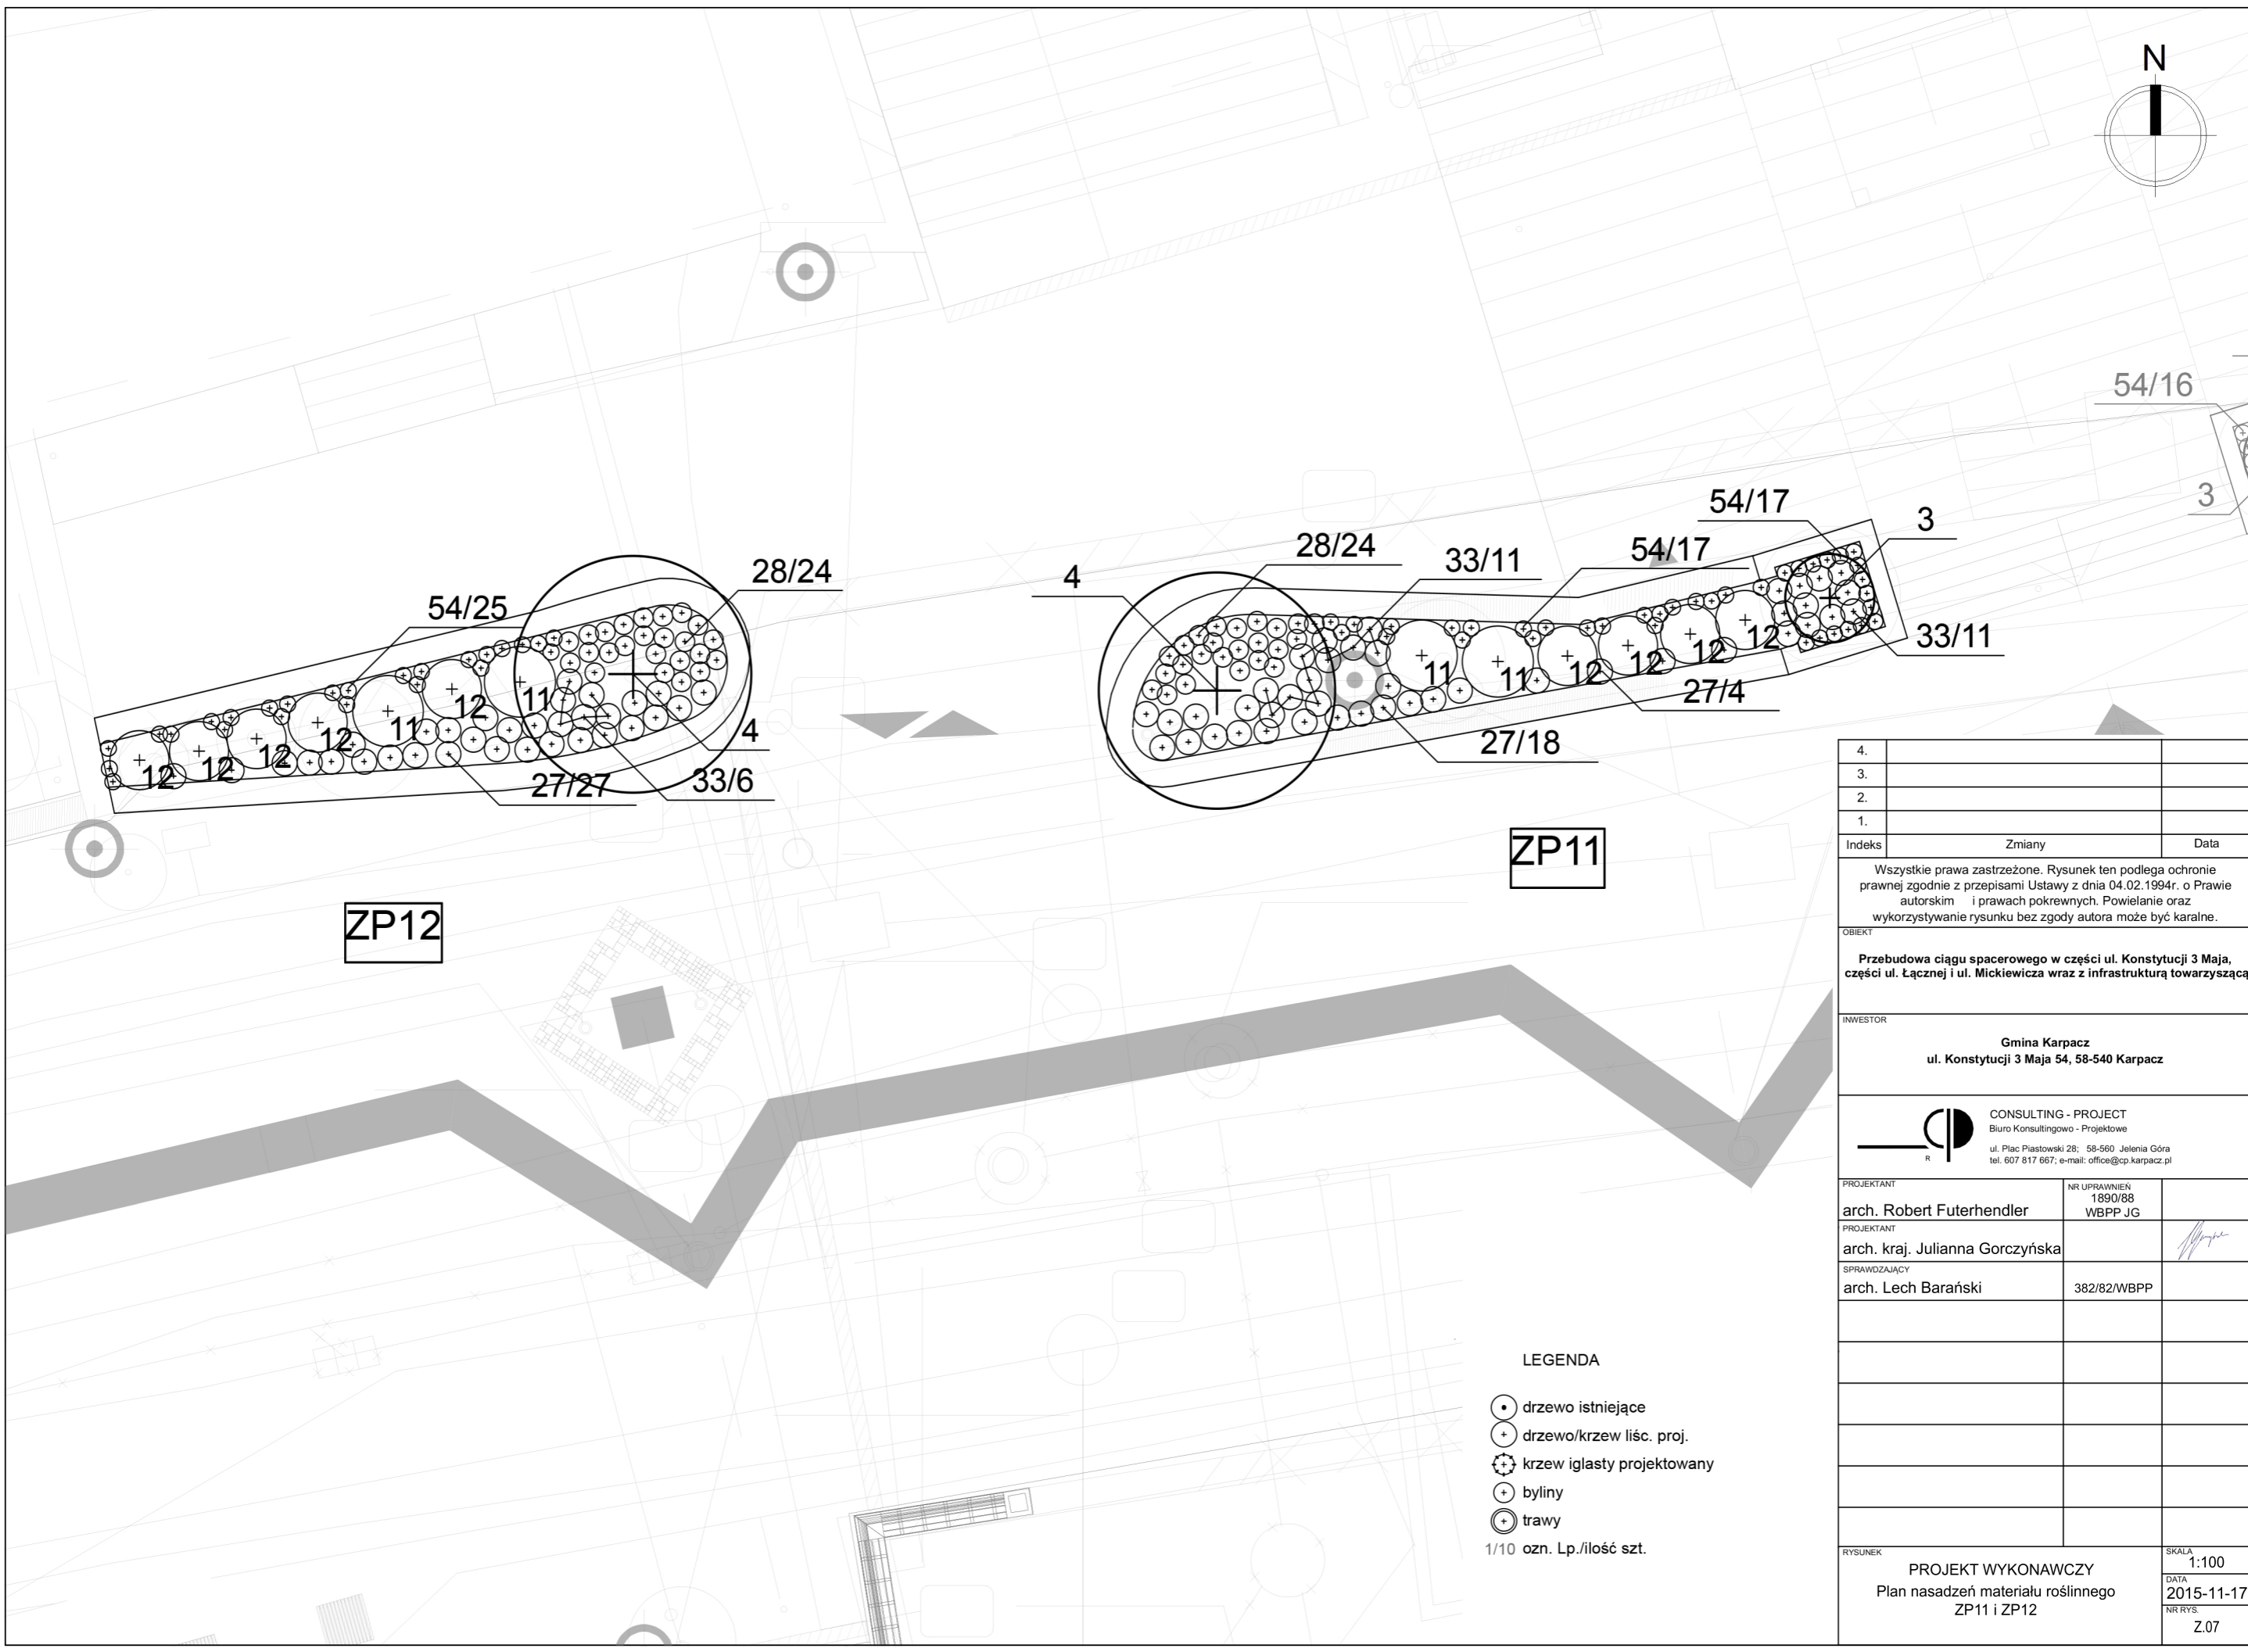 N
54/16
3
54/17
3
28/24
33/11
54/17
4
28/24
54/25
33/11
12
12
12
12
11
12
11
11
11
12
12
12
12
4
27/4
27/18
33/6
27/27
ZP11
ZP12
4.
3.
2.
1.
Indeks Zmiany Data
Wszystkie prawa zastrzeżone. Rysunek ten podlega ochronie
prawnej zgodnie z przepisami Ustawy z dnia 04.02.1994r. o Prawie
autorskim i prawach pokrewnych. Powielanie oraz
wykorzystywanie rysunku bez zgody autora może być karalne.
OBIEKT
Przebudowa ciągu spacerowego w części ul. Konstytucji 3 Maja,
części ul. Łącznej i ul. Mickiewicza wraz z infrastrukturą towarzyszącą
INWESTOR
Gmina Karpacz
ul. Konstytucji 3 Maja 54, 58-540 Karpacz
R
CONSULTING - PROJECT
Biuro Konsultingowo - Projektowe
ul. Plac Piastowski 28; 58-560 Jelenia Góra
tel. 607 817 667; e-mail: office@cp.karpacz.pl
PROJEKTANT
arch. Robert Futerhendler
NR UPRAWNIEŃ
1890/88
WBPP JG
PROJEKTANT
arch. kraj. Julianna Gorczyńska
SPRAWDZAJĄCY
arch. Lech Barański 382/82/WBPP
LEGENDA
drzewo istniejące
drzewo/krzew liśc. proj.
krzew iglasty projektowany
byliny
trawy
1/10 ozn. Lp./ilość szt.
RYSUNEK
PROJEKT WYKONAWCZY
Plan nasadzeń materiału roślinnego
ZP11 i ZP12
SKALA
1:100
DATA
2015-11-17
NR RYS.
Z.07